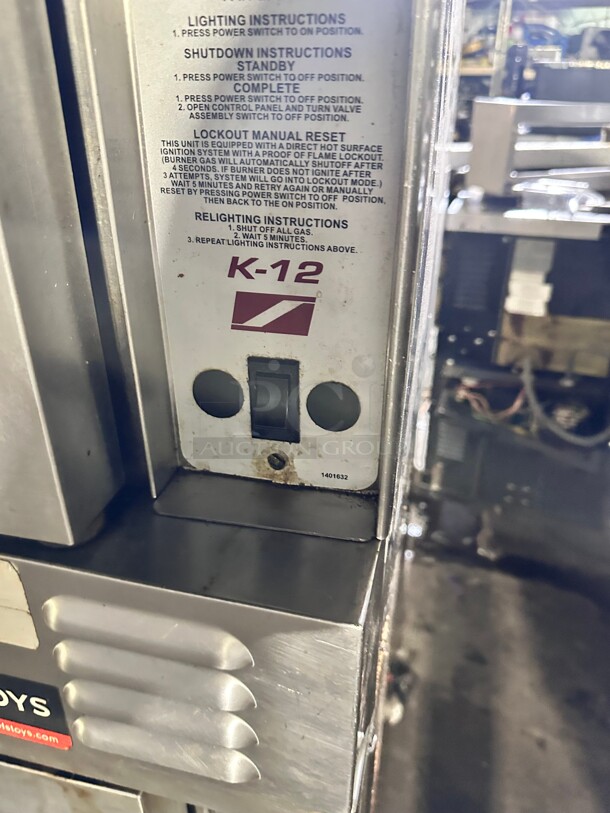 LIGHTING INSTRUCTIONS
1. PRESS POWER SWITCH TO ON POSITION.
SHUTDOWN INSTRUCTIONS
STANDBY
1. PRESS POWER SWITCH TO OFF POSITION.
COMPLETE
1. PRESS POWER SWITCH TO OFF POSITION.
2. OPEN CONTROL PANEL AND TURN VALVE
ASSEMBLY SWITCH TO OFF POSITION.
LOCKOUT MANUAL RESET
THIS UNIT IS EQUIPPED WITH A DIRECT HOT SURFACE
IGNITION SYSTEM WITH A PROOF OF FLAME LOCKOUT.
(BURNER GAS WILL AUTOMATICALLY SHUTOFF AFTER
4 SECONDS. IF BURNER DOES NOT IGNITE AFTER
3 ATTEMPTS, SYSTEM WILL GO INTO LOCKOUT MODE.)
WAIT 5 MINUTES AND RETRY AGAIN OR MANUALLY
RESET BY PRESSING POWER SWITCH TO OFF POSITION,
THEN BACK TO THE ON POSITION.
RELIGHTING INSTRUCTIONS
1. SHUT OFF ALL GAS.
2. WAIT 5 MINUTES.
3. REPEAT LIGHTING INSTRUCTIONS ABOVE.
K-12
AUCTION GROUP
1401632
OYS
lstoys.com